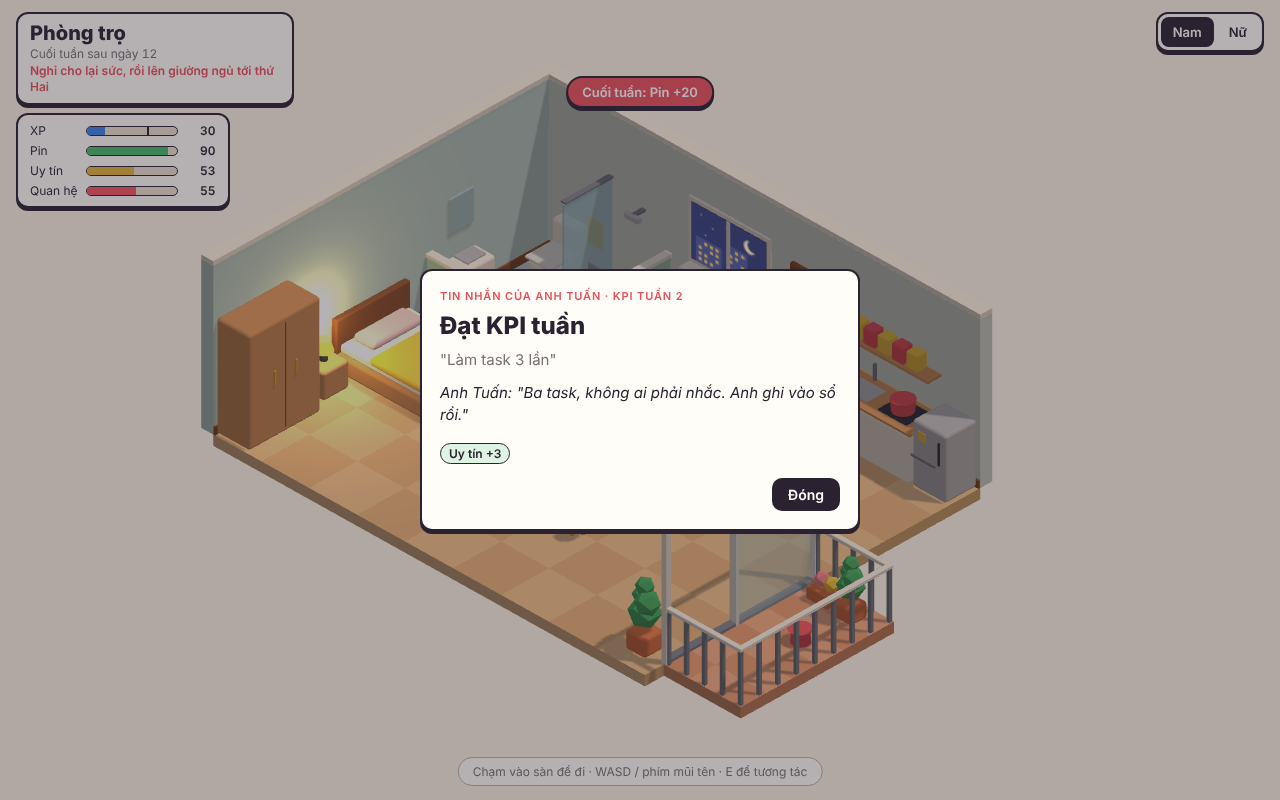 Phòng trọ
Cuối tuần sau ngày 12
Nghỉ cho lại sức, rồi lên giường ngủ tới thứ
Hai
XP 30
Pin 90
Uy tín 53
Quan hệ 55
Nam Nữ
Cuối tuần: Pin +20
TIN NHẮN CỦA ANH TUẤN · KPI TUẦN 2
Đạt KPI tuần
"Làm task 3 lần"
Anh Tuấn: "Ba task, không ai phải nhắc. Anh ghi vào sổ
rồi."
Uy tín +3
Đóng
Chạm vào sàn để đi · WASD / phím mũi tên · E để tương tác